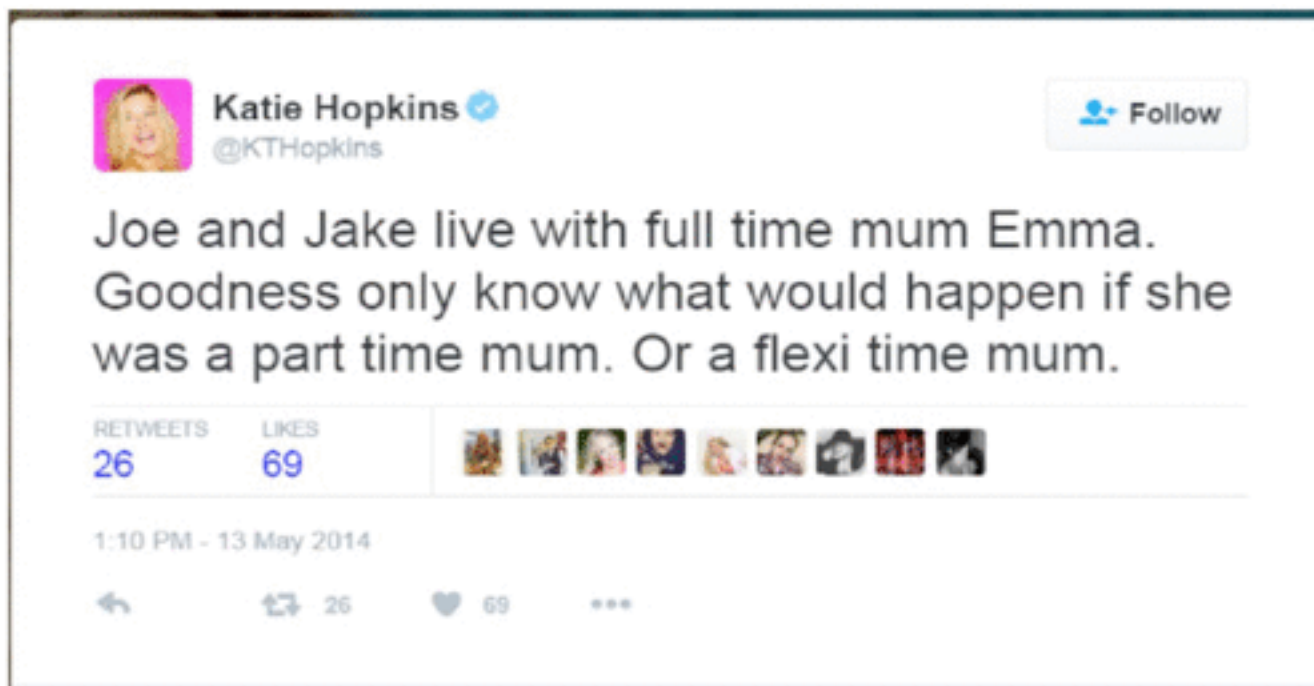 Katie Hopkins
@KTHopkins
Follow
Joe and Jake live with full time mum Emma.
Goodness only know what would happen if she
was a part time mum. Or a flexi time mum.
RETWEETS LIKES
26 69
1:10 PM - 13 May 2014
26 69